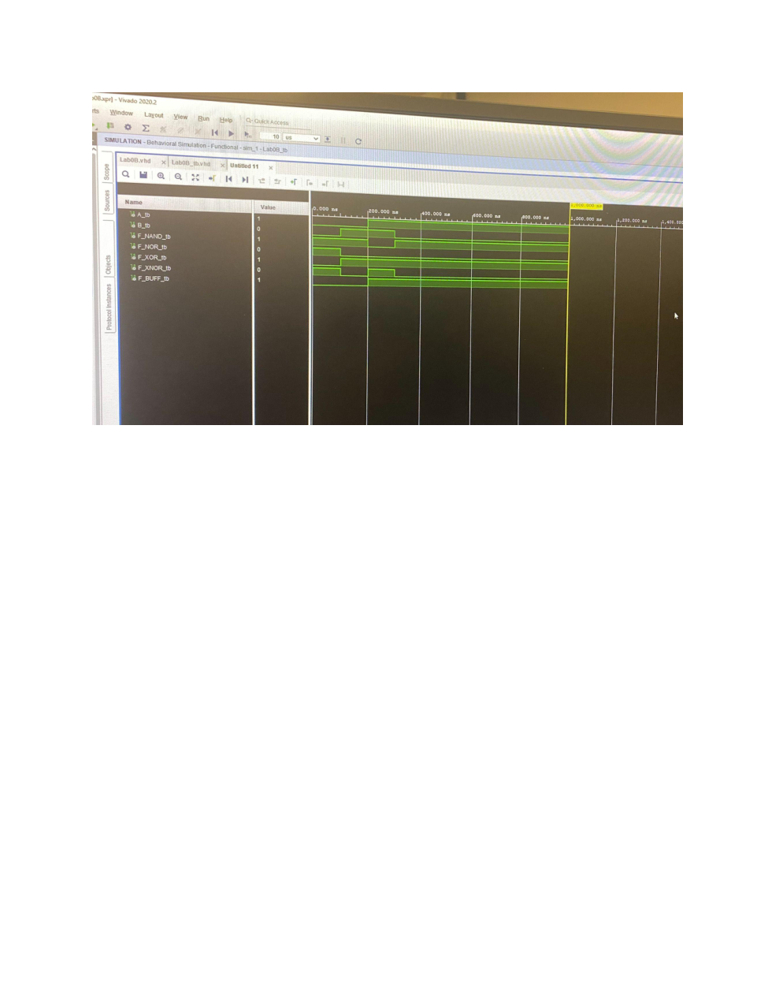 p0B.xpr] - Vivado 2020.2
rts Window Layout View Run Help Q- Quick Access
10 us
SIMULATION - Behavioral Simulation - Functional - sim_1 - Lab0B_tb
Lab0B.vhd × Lab0B_tb.vhd × Untitled 11 ×
Scope
Sources
Objects
Protocol Instances
Name Value
A_tb 1
B_tb 0
F_NAND_tb 1
F_NOR_tb 0
F_XOR_tb 1
F_XNOR_tb 0
F_BUFF_tb 1
1,000.000 ns
0.000 ns 200.000 ns 400.000 ns 600.000 ns 800.000 ns 1,000.000 ns 1,200.000 ns 1,400.000